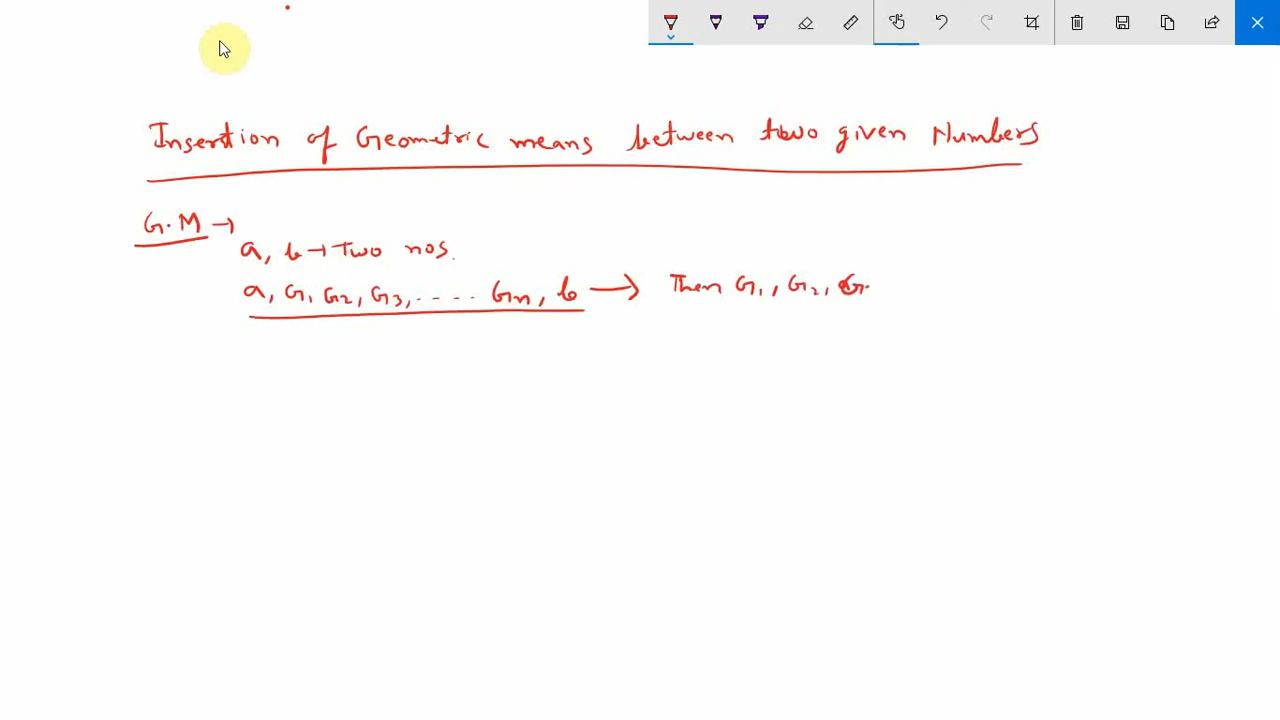 Insertion of Geometric means between two given Numbers
G.M →
a, b → Two nos.
a, G1 G2, G3, ..... Gn, b → Then G1, G2, G